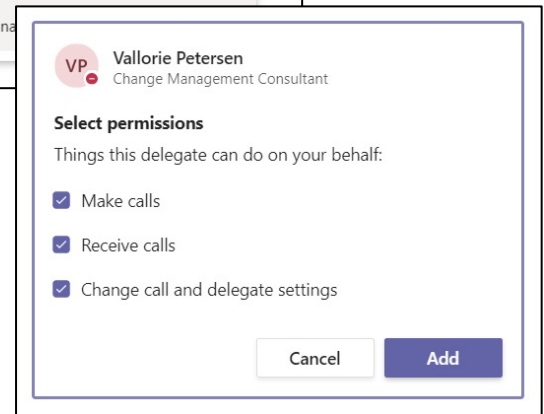 na
VP
Vallorie Petersen
Change Management Consultant
Select permissions
Things this delegate can do on your behalf:
Make calls
Receive calls
Change call and delegate settings
Cancel
Add